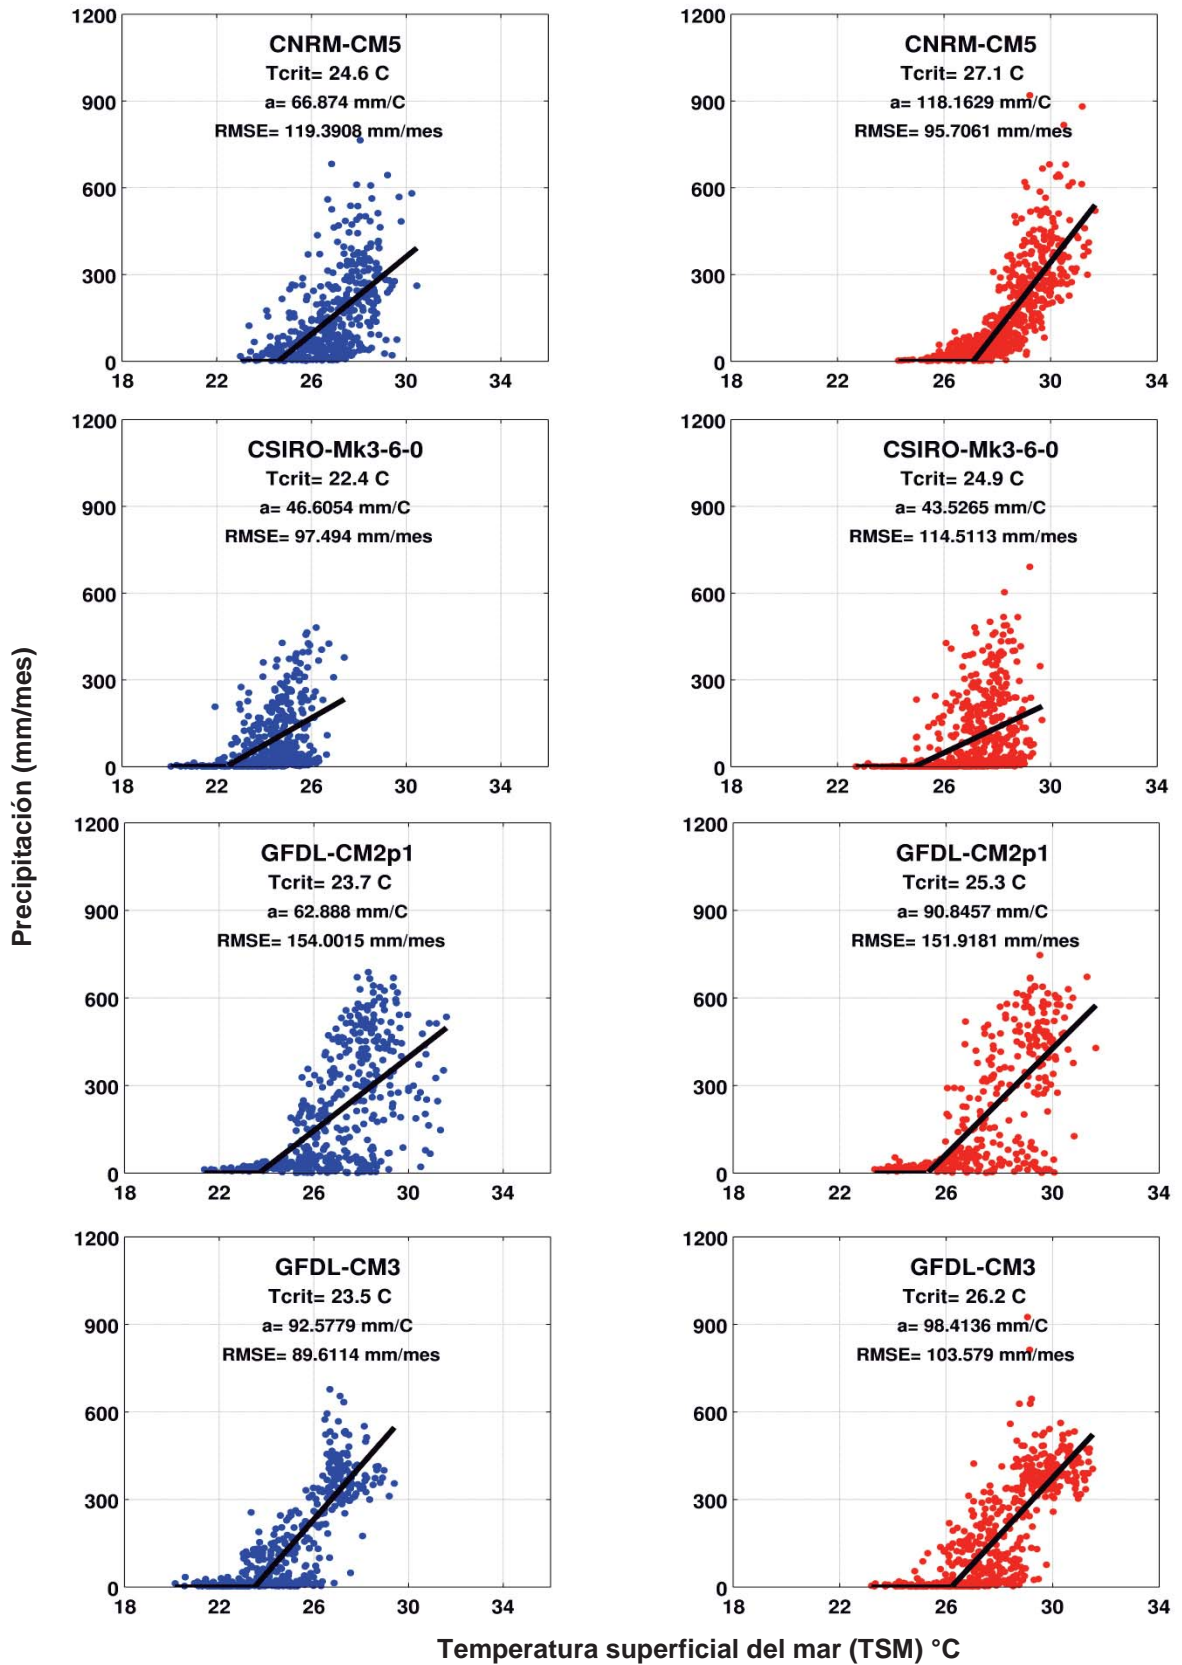 Precipitación (mm/mes)
1200
900
600
300
0
CNRM-CM5
Tcrit= 24.6 C
a= 66.874 mm/C
RMSE= 119.3908 mm/mes
18 22 26 30 34
1200
900
600
300
0
CNRM-CM5
Tcrit= 27.1 C
a= 118.1629 mm/C
RMSE= 95.7061 mm/mes
18 22 26 30 34
1200
900
600
300
0
CSIRO-Mk3-6-0
Tcrit= 22.4 C
a= 46.6054 mm/C
RMSE= 97.494 mm/mes
18 22 26 30 34
1200
900
600
300
0
CSIRO-Mk3-6-0
Tcrit= 24.9 C
a= 43.5265 mm/C
RMSE= 114.5113 mm/mes
18 22 26 30 34
1200
900
600
300
0
GFDL-CM2p1
Tcrit= 23.7 C
a= 62.888 mm/C
RMSE= 154.0015 mm/mes
18 22 26 30 34
1200
900
600
300
0
GFDL-CM2p1
Tcrit= 25.3 C
a= 90.8457 mm/C
RMSE= 151.9181 mm/mes
18 22 26 30 34
1200
900
600
300
0
GFDL-CM3
Tcrit= 23.5 C
a= 92.5779 mm/C
RMSE= 89.6114 mm/mes
18 22 26 30 34
1200
900
600
300
0
GFDL-CM3
Tcrit= 26.2 C
a= 98.4136 mm/C
RMSE= 103.579 mm/mes
18 22 26 30 34
Temperatura superficial del mar (TSM) °C